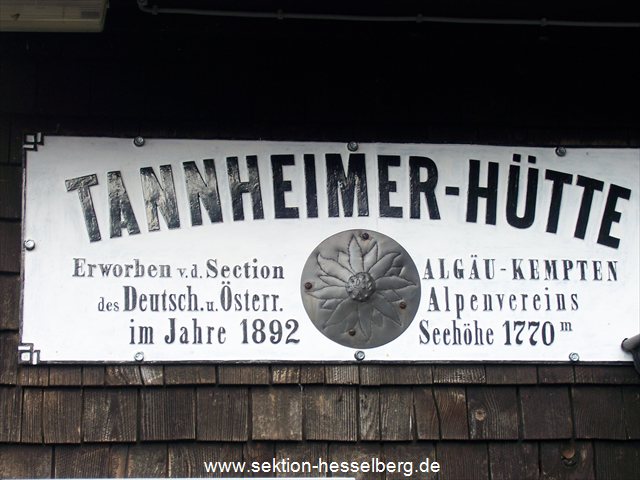 TANNHEIMER-HÜTTE
Erworben v. d. Section ALGÄU-KEMPTEN
des Deutsch. u. Österr. Alpenvereins
im Jahre 1892 Seehöhe 1770 m
www.sektion-hesselberg.de